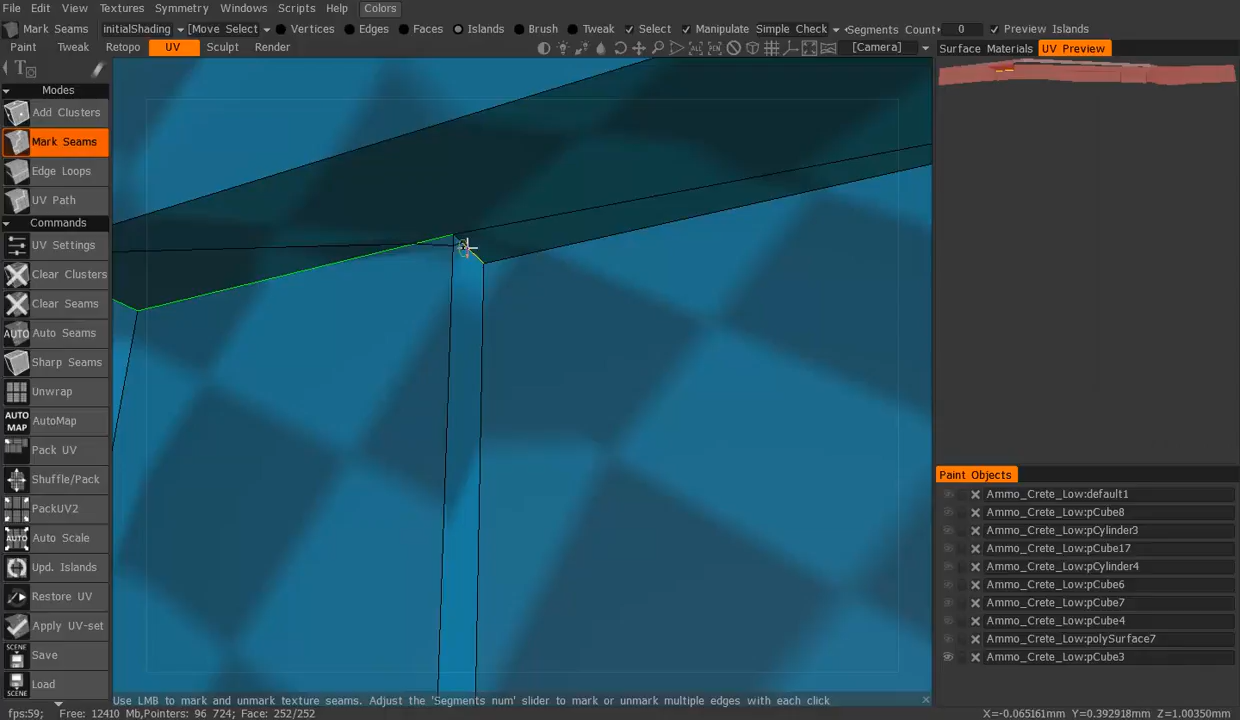 File Edit View Textures Symmetry Windows Scripts Help Colors
Mark Seams initialShading [Move Select] Vertices Edges Faces Islands Brush Tweak Select Manipulate Simple Check Segments Count 0 Preview Islands
Paint Tweak Retopo UV Sculpt Render [Camera] Surface Materials UV Preview
Modes
Add Clusters
Mark Seams
Edge Loops
UV Path
Commands
UV Settings
Clear Clusters
Clear Seams
AUTO Auto Seams
Sharp Seams
Unwrap
AUTO MAP AutoMap
Pack UV
Shuffle/Pack
PackUV2
AUTO Auto Scale
Upd. Islands
Restore UV
Apply UV-set
SCENE Save
Load
SCENE
Paint Objects
Ammo_Crete_Low:default1
Ammo_Crete_Low:pCube8
Ammo_Crete_Low:pCylinder3
Ammo_Crete_Low:pCube17
Ammo_Crete_Low:pCylinder4
Ammo_Crete_Low:pCube6
Ammo_Crete_Low:pCube7
Ammo_Crete_Low:pCube4
Ammo_Crete_Low:polySurface7
Ammo_Crete_Low:pCube3
Use LMB to mark and unmark texture seams. Adjust the 'Segments num' slider to mark or unmark multiple edges with each click
fps:59; Free: 12410 Mb,Pointers: 96 724; Face: 252/252 X=-0.065161mm Y=0.392918mm Z=1.00350mm